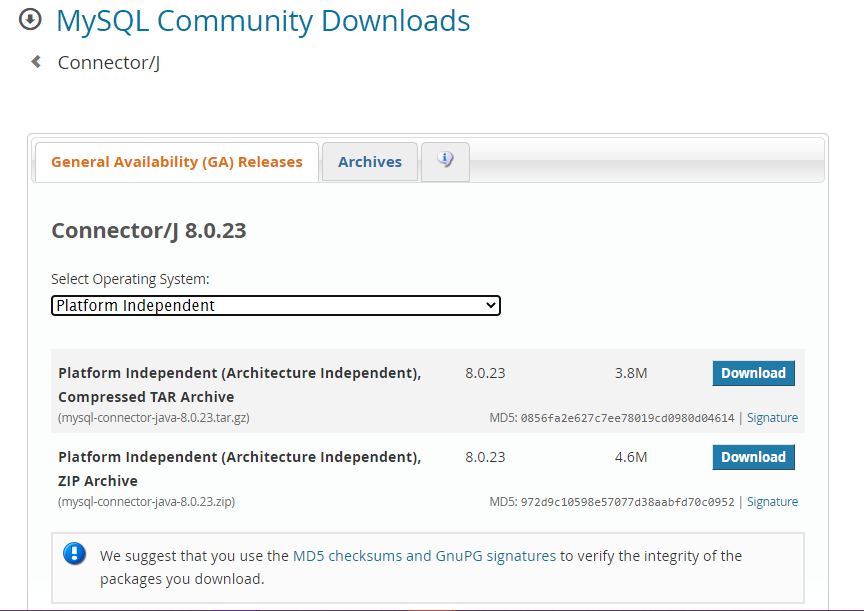 MySQL Community Downloads
Connector/J
General Availability (GA) Releases
Archives
Connector/J 8.0.23
Select Operating System:
Platform Independent
Platform Independent (Architecture Independent), 8.0.23 3.8M Download
Compressed TAR Archive
(mysql-connector-java-8.0.23.tar.gz) MD5: 0856fa2e627c7ee78019cd0980d04614 | Signature
Platform Independent (Architecture Independent), 8.0.23 4.6M Download
ZIP Archive
(mysql-connector-java-8.0.23.zip) MD5: 972d9c10598e57077d38aabfd70c0952 | Signature
We suggest that you use the MD5 checksums and GnuPG signatures to verify the integrity of the
packages you download.